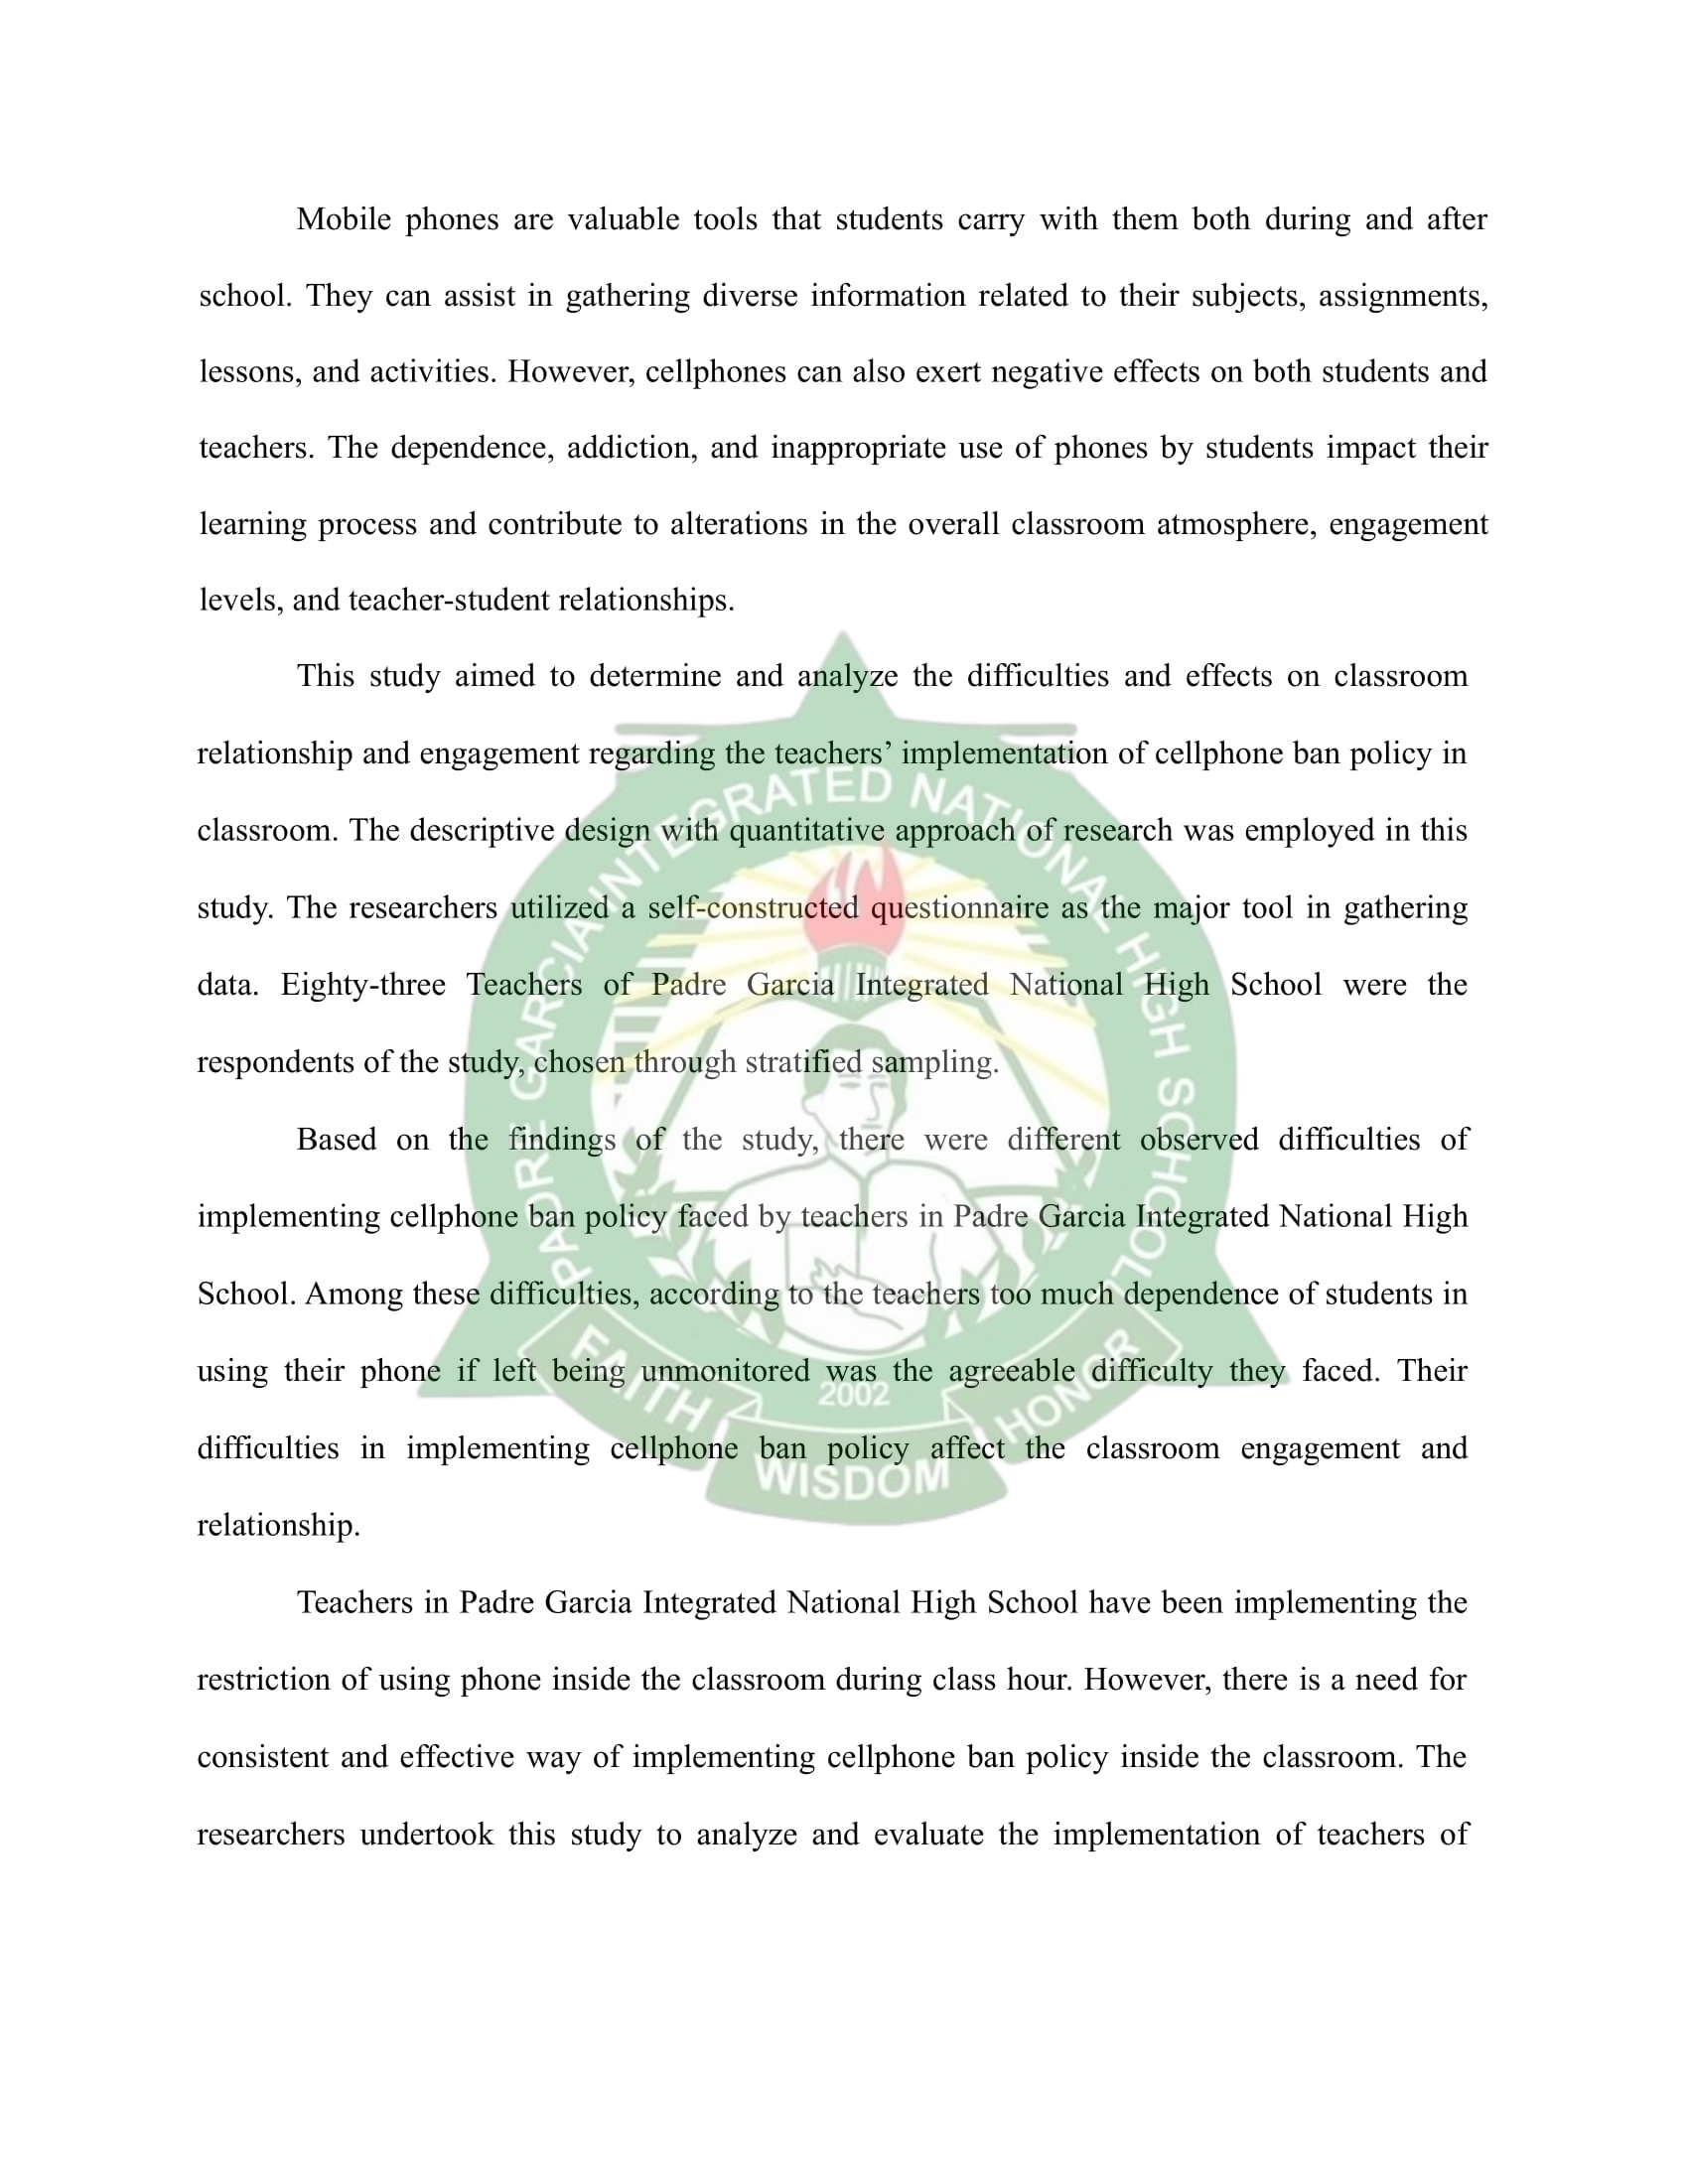 Mobile phones are valuable tools that students carry with them both during and after
school. They can assist in gathering diverse information related to their subjects, assignments,
lessons, and activities. However, cellphones can also exert negative effects on both students and
teachers. The dependence, addiction, and inappropriate use of phones by students impact their
learning process and contribute to alterations in the overall classroom atmosphere, engagement
levels, and teacher-student relationships.
This study aimed to determine and analyze the difficulties and effects on classroom
relationship and engagement regarding the teachers’ implementation of cellphone ban policy in
classroom. The descriptive design with quantitative approach of research was employed in this
study. The researchers utilized a self-constructed questionnaire as the major tool in gathering
data. Eighty-three Teachers of Padre Garcia Integrated National High School were the
respondents of the study, chosen through stratified sampling.
Based on the findings of the study, there were different observed difficulties of
implementing cellphone ban policy faced by teachers in Padre Garcia Integrated National High
School. Among these difficulties, according to the teachers too much dependence of students in
using their phone if left being unmonitored was the agreeable difficulty they faced. Their
difficulties in implementing cellphone ban policy affect the classroom engagement and
relationship.
Teachers in Padre Garcia Integrated National High School have been implementing the
restriction of using phone inside the classroom during class hour. However, there is a need for
consistent and effective way of implementing cellphone ban policy inside the classroom. The
researchers undertook this study to analyze and evaluate the implementation of teachers of
PADRE GARCIA INTEGRATED NATIONAL HIGH SCHOOL
2002
FAITH
WISDOM
HONOR